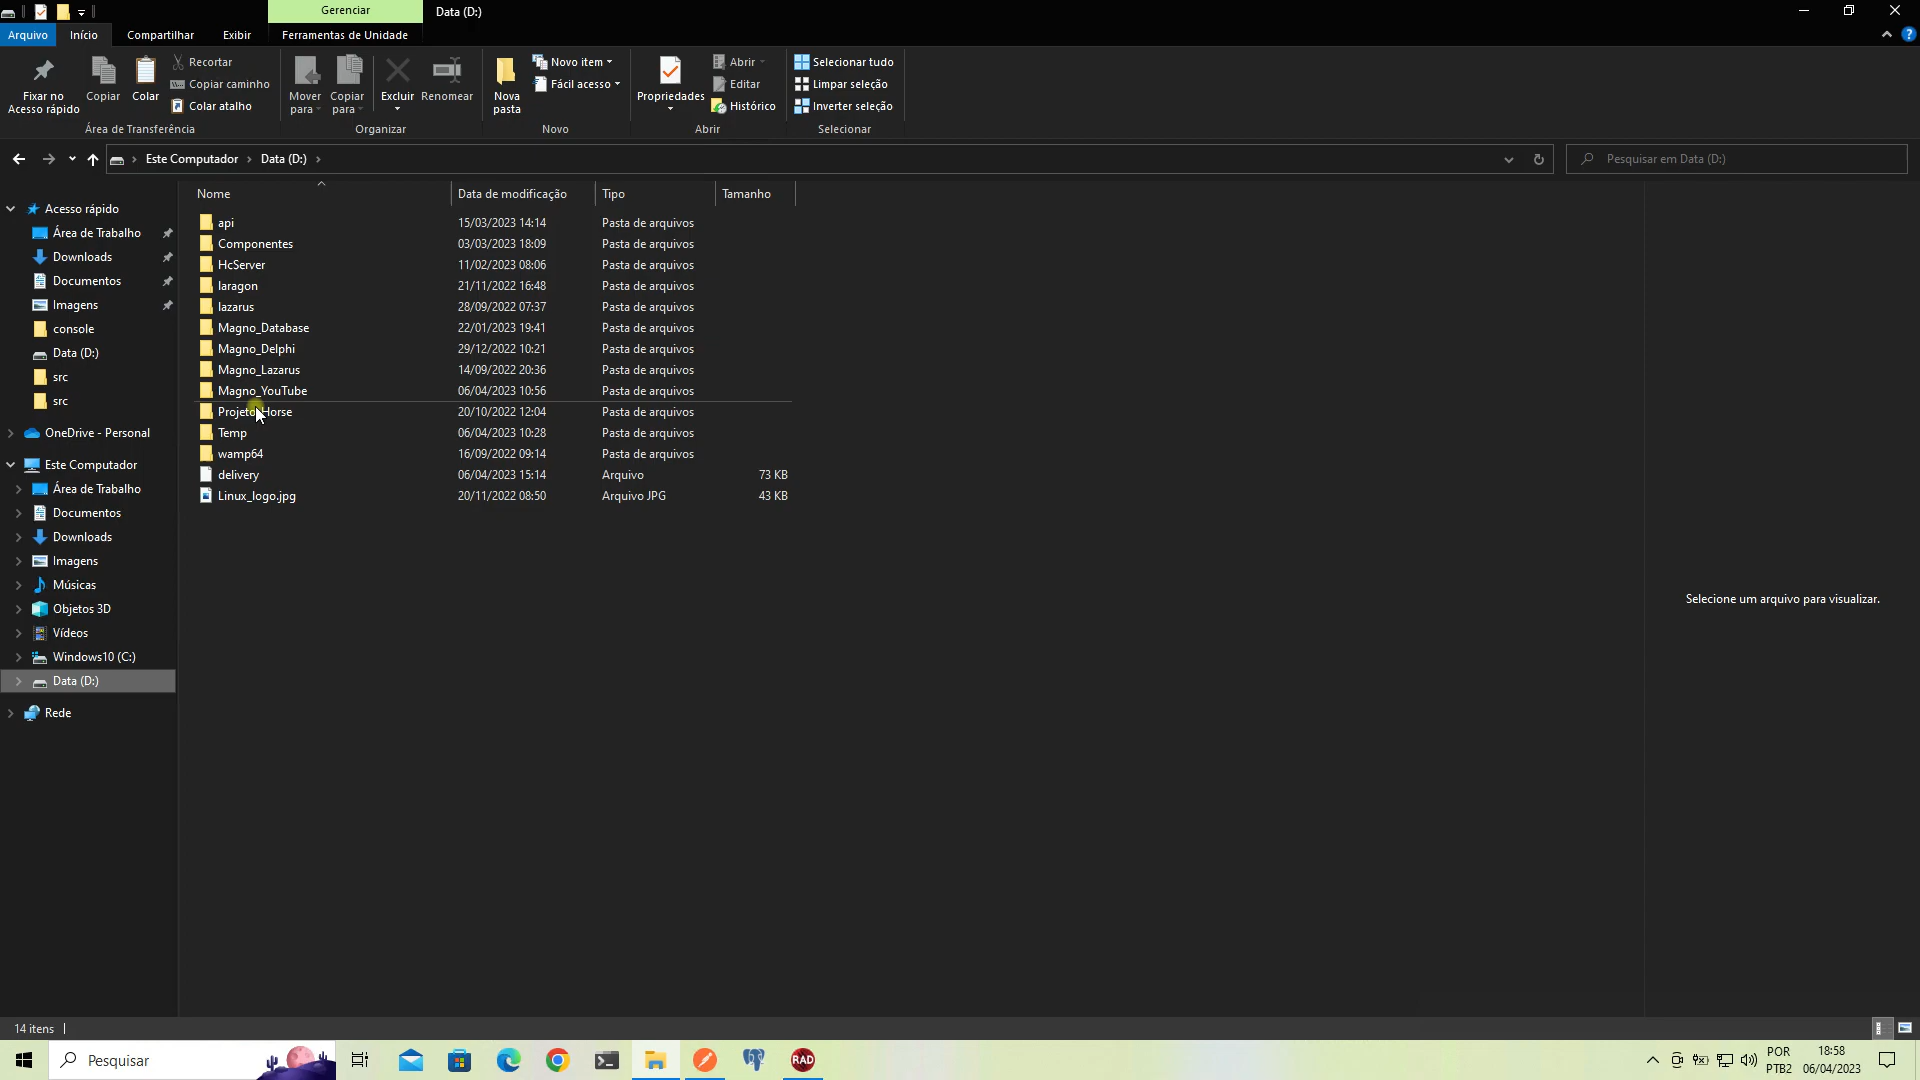 Gerenciar
Data (D:)
Arquivo
Início
Compartilhar
Exibir
Ferramentas de Unidade
Fixar no
Acesso rápido
Copiar
Colar
Recortar
Copiar caminho
Colar atalho
Área de Transferência
Mover
para
Copiar
para
Excluir
Renomear
Organizar
Nova
pasta
Novo item
Fácil acesso
Novo
Propriedades
Abrir
Editar
Histórico
Abrir
Selecionar tudo
Limpar seleção
Inverter seleção
Selecionar
Este Computador
Data (D:)
Pesquisar em Data (D:)
Acesso rápido
Área de Trabalho
Downloads
Documentos
Imagens
console
Data (D:)
src
src
OneDrive - Personal
Este Computador
Área de Trabalho
Documentos
Downloads
Imagens
Músicas
Objetos 3D
Vídeos
Windows10 (C:)
Data (D:)
Rede
Nome Data de modificação Tipo Tamanho
api 15/03/2023 14:14 Pasta de arquivos
Componentes 03/03/2023 18:09 Pasta de arquivos
HcServer 11/02/2023 08:06 Pasta de arquivos
laragon 21/11/2022 16:48 Pasta de arquivos
lazarus 28/09/2022 07:37 Pasta de arquivos
Magno_Database 22/01/2023 19:41 Pasta de arquivos
Magno_Delphi 29/12/2022 10:21 Pasta de arquivos
Magno_Lazarus 14/09/2022 20:36 Pasta de arquivos
Magno_YouTube 06/04/2023 10:56 Pasta de arquivos
Projeto_Horse 20/10/2022 12:04 Pasta de arquivos
Temp 06/04/2023 10:28 Pasta de arquivos
wamp64 16/09/2022 09:14 Pasta de arquivos
delivery 06/04/2023 15:14 Arquivo 73 KB
Linux_logo.jpg 20/11/2022 08:50 Arquivo JPG 43 KB
Selecione um arquivo para visualizar.
14 itens
Pesquisar
RAD
POR
PTB2
18:58
06/04/2023